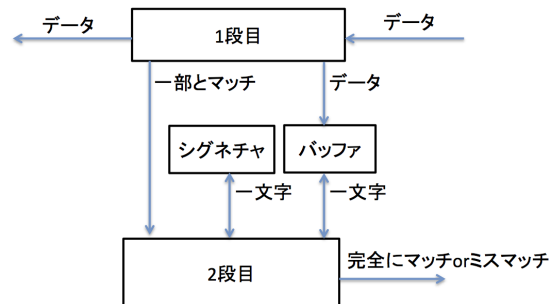 データ
データ
1段目
一部とマッチ
データ
シグネチャ
バッファ
一文字
一文字
完全にマッチorミスマッチ
2段目